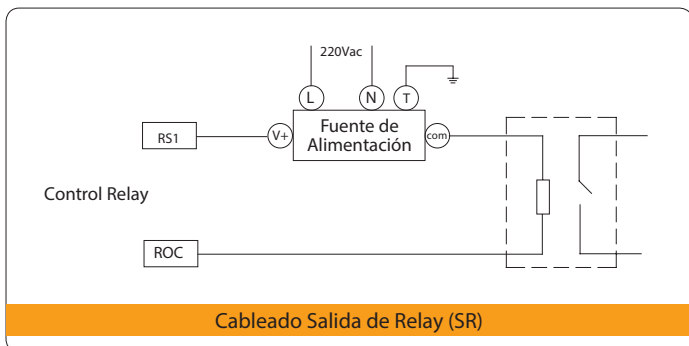 220Vac
L
N
T
RS1
V+
Fuente de
Alimentación
com
Control Relay
ROC
Cableado Salida de Relay (SR)